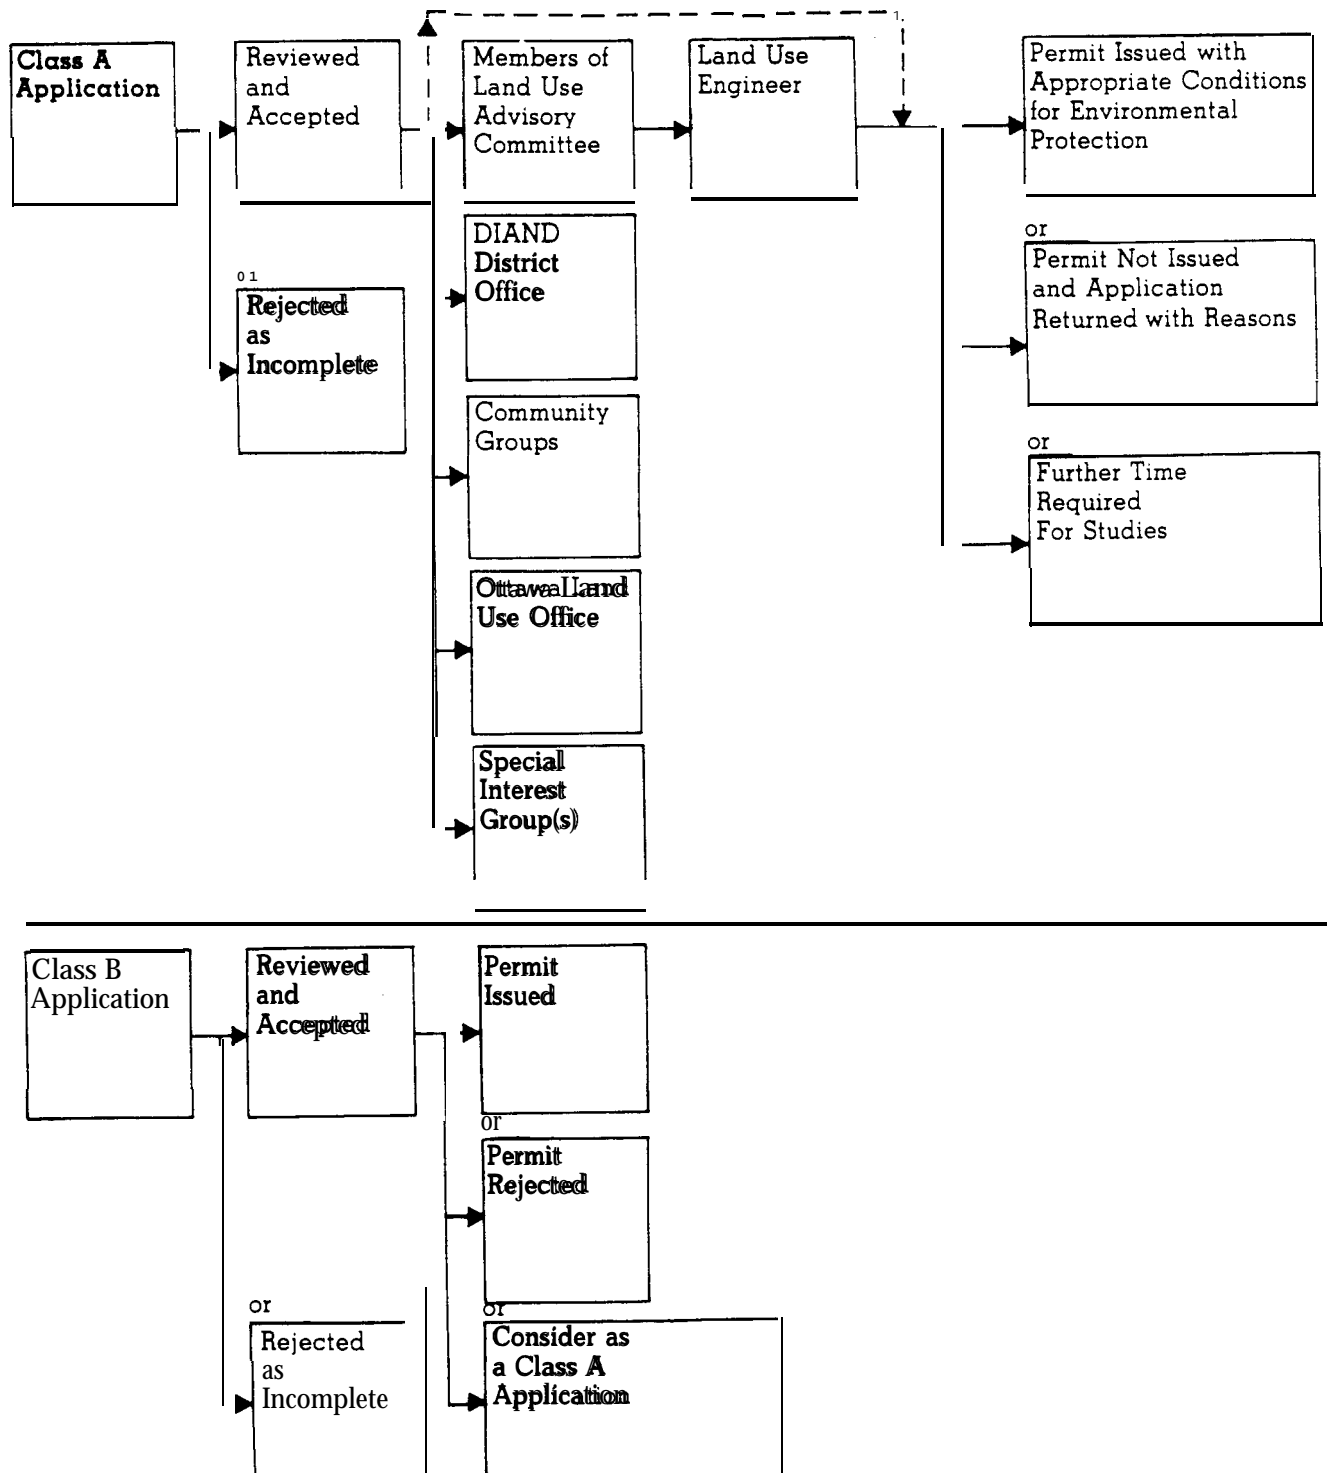 Class A
Application
Reviewed
and
Accepted
Members of
Land Use
Advisory
Committee
Land Use
Engineer
Permit Issued with
Appropriate Conditions
for Environmental
Protection
DIAND
District
Office
or
Permit Not Issued
and Application
Returned with Reasons
01
Rejected
as
Incomplete
Community
Groups
or
Further Time
Required
For Studies
Ottawa Land
Use Office
Special
Interest
Group(s)
Class B
Application
Reviewed
and
Accepted
Permit
Issued
or
Permit
Rejected
or
Rejected
as
Incomplete
or
Consider as
a Class A
Application